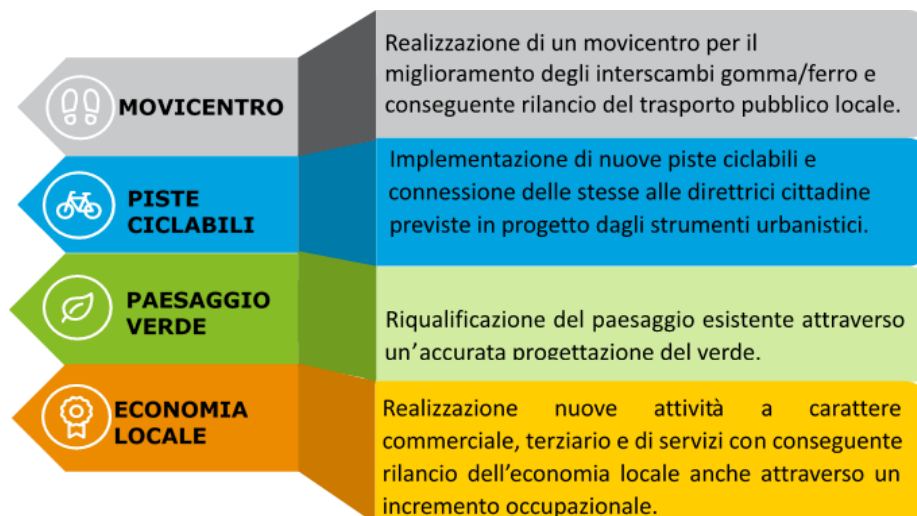 MOVICENTRO
Realizzazione di un movicentro per il
miglioramento degli interscambi gomma/ferro e
conseguente rilancio del trasporto pubblico locale.
PISTE
CICLABILI
Implementazione di nuove piste ciclabili e
connessione delle stesse alle direttrici cittadine
previste in progetto dagli strumenti urbanistici.
PAESAGGIO
VERDE
Riqualificazione del paesaggio esistente attraverso
un’accurata progettazione del verde.
ECONOMIA
LOCALE
Realizzazione nuove attività a carattere
commerciale, terziario e di servizi con conseguente
rilancio dell’economia locale anche attraverso un
incremento occupazionale.